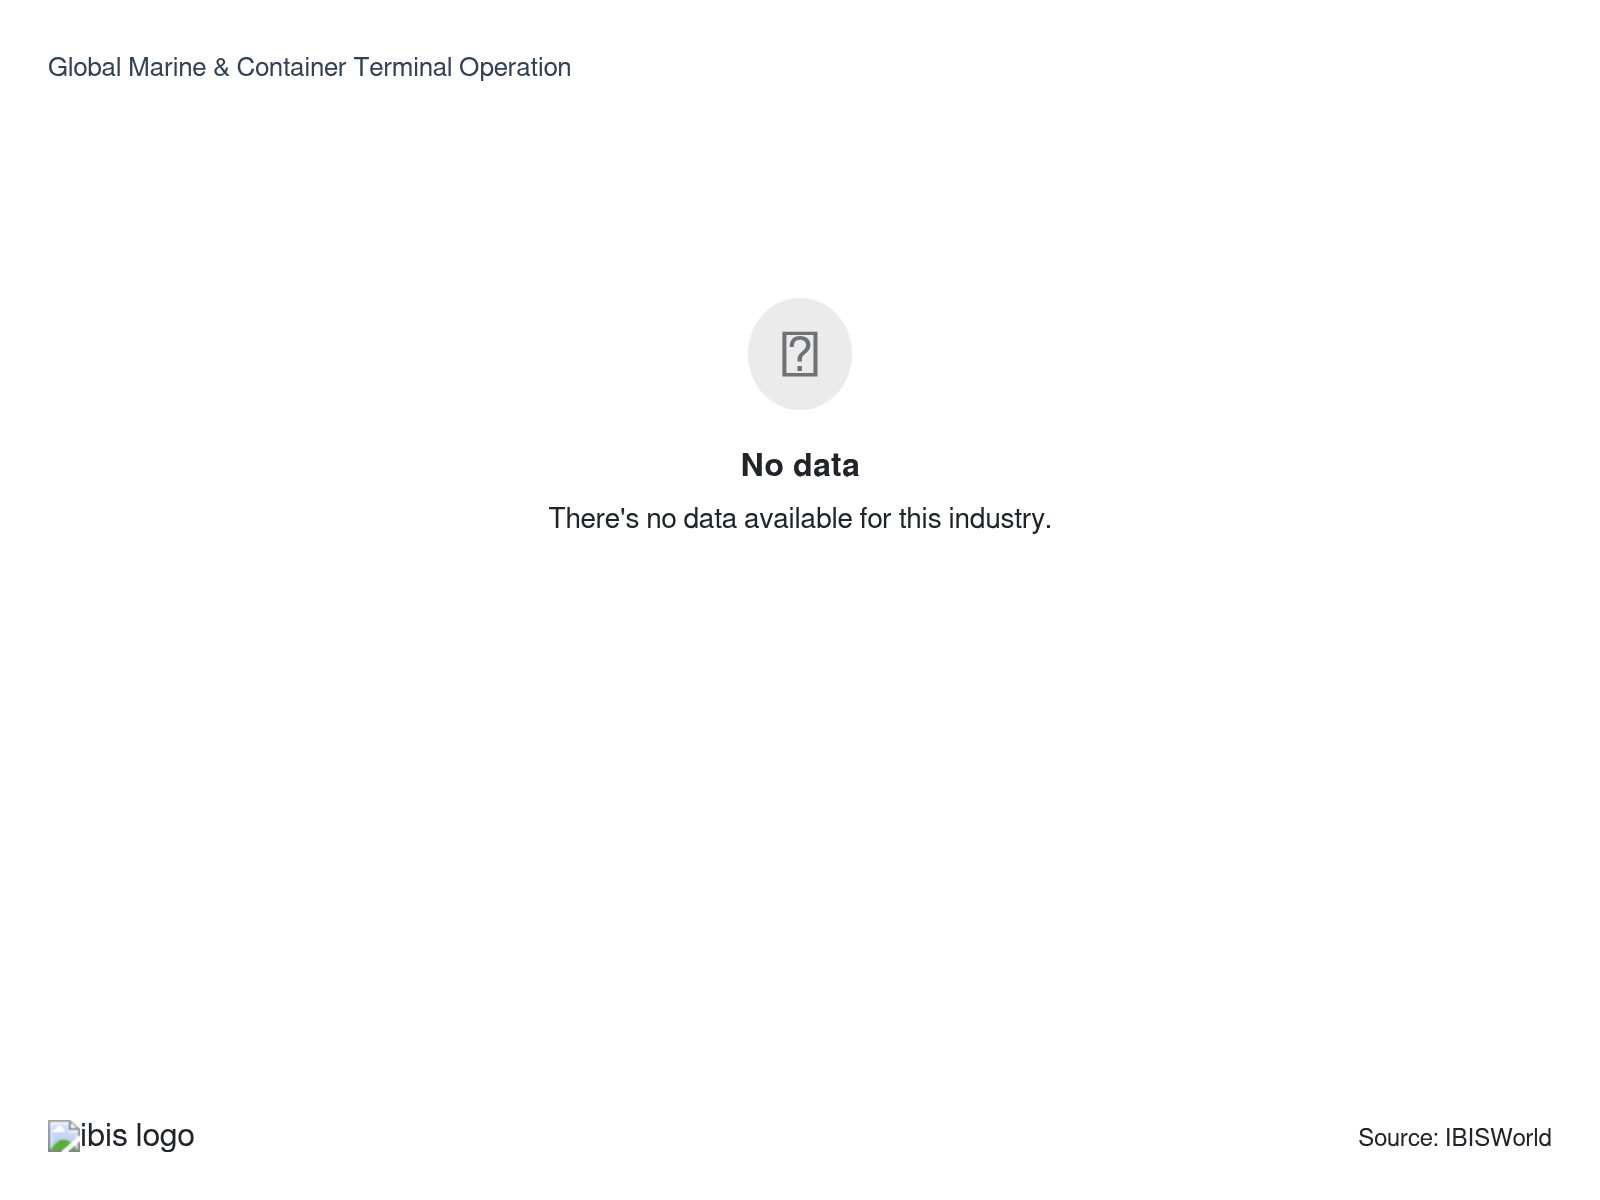 Global Marine & Container Terminal Operation
No data
There's no data available for this industry.
ibis logo
Source: IBISWorld